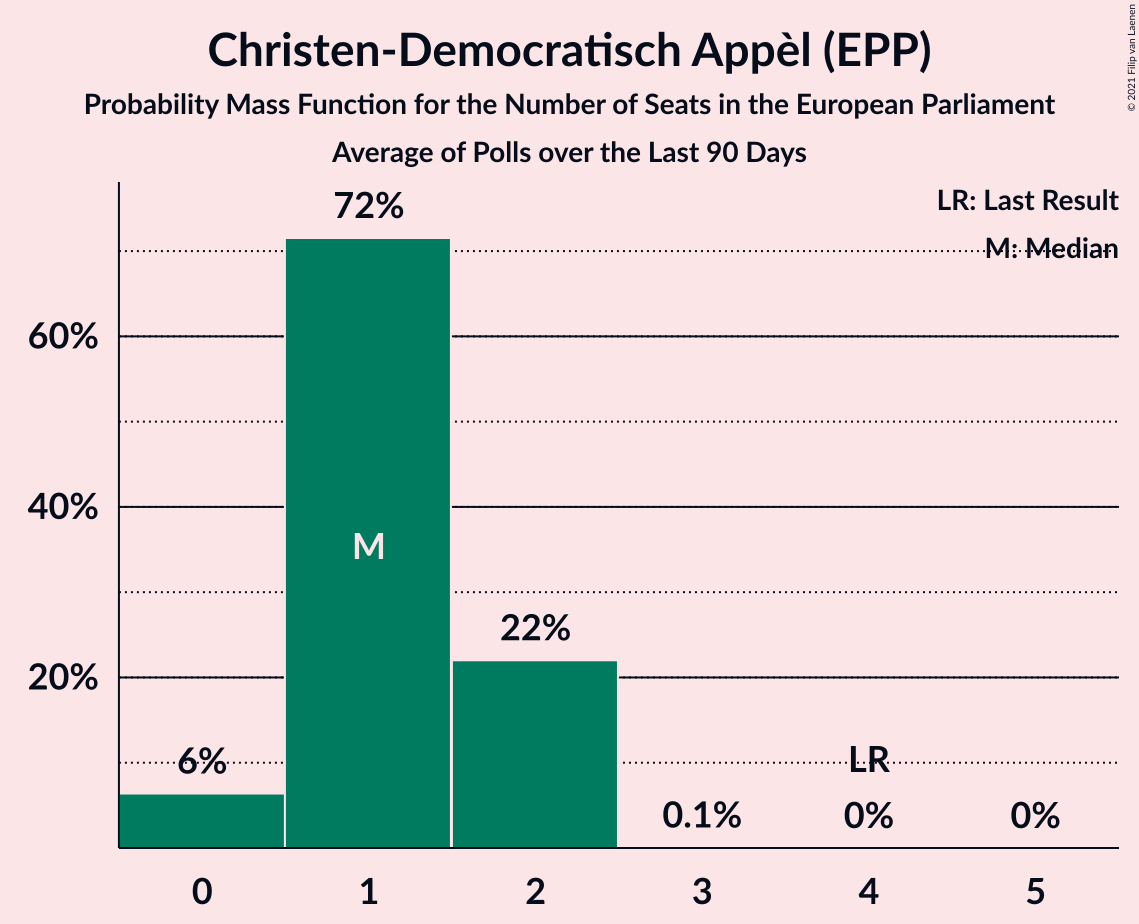 Christen-Democratisch Appèl (EPP)
Probability Mass Function for the Number of Seats in the European Parliament
Average of Polls over the Last 90 Days
© 2021 Filip van Laenen
LR: Last Result
M: Median
72%
60%
40%
M
22%
20%
6%
LR
0.1%
0%
0%
0 1 2 3 4 5